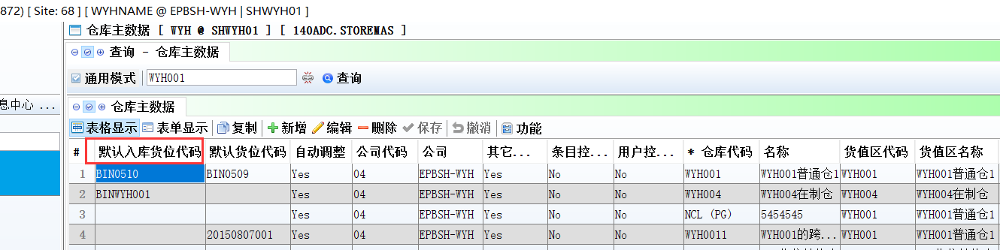 872) [ Site: 68 ] [ WYHNAME @ EPBSH-WYH | SHWYH01 ]
仓库主数据 [ WYH @ SHWYH01 ] [ 140ADC.STOREMAS ]
查询 - 仓库主数据
通用模式 WYH001 查询
息中心 ...
仓库主数据
表格显示 表单显示 复制 新增 编辑 删除 保存 撤消 功能
# 默认入库货位代码 默认货位代码 自动调整 公司代码 公司 其它... 条目控... 用户控... * 仓库代码 名称 货值区代码 货值区名称
1 BIN0510 BIN0509 Yes 04 EPBSH-WYH Yes No No WYH001 WYH001普通仓1 WYH001 WYH001普通仓1
2 BINWYH001 Yes 04 EPBSH-WYH Yes No No WYH004 WYH004在制仓 WYH004 WYH004在制仓
3 Yes 04 EPBSH-WYH Yes No No NCL (PG) 5454545 WYH001 WYH001普通仓1
4 20150807001 Yes 04 EPBSH-WYH Yes No No WYH0011 WYH001的跨... WYH001 WYH001普通仓1